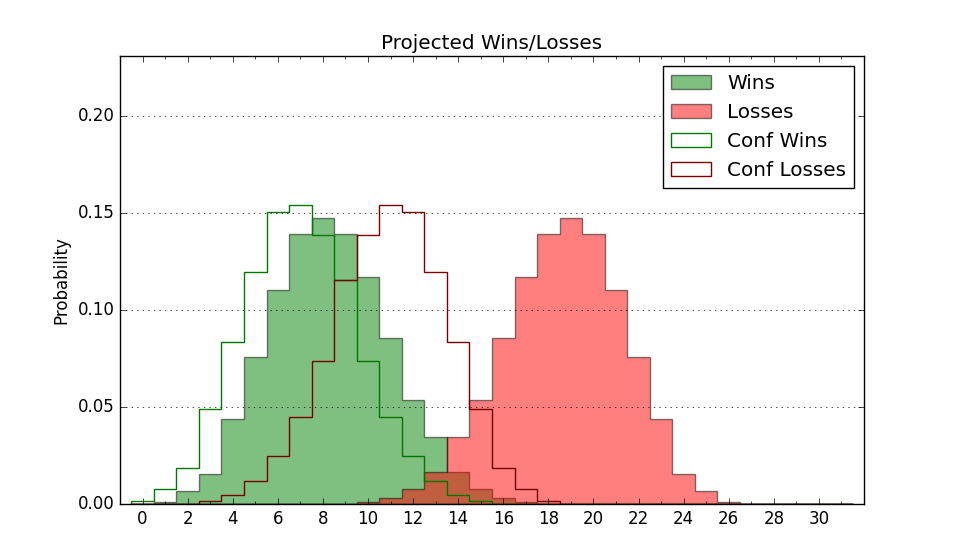 Projected Wins/Losses
Wins
Losses
Conf Wins
Conf Losses
Probability
0.20
0.15
0.10
0.05
0.00
0 2 4 6 8 10 12 14 16 18 20 22 24 26 28 30